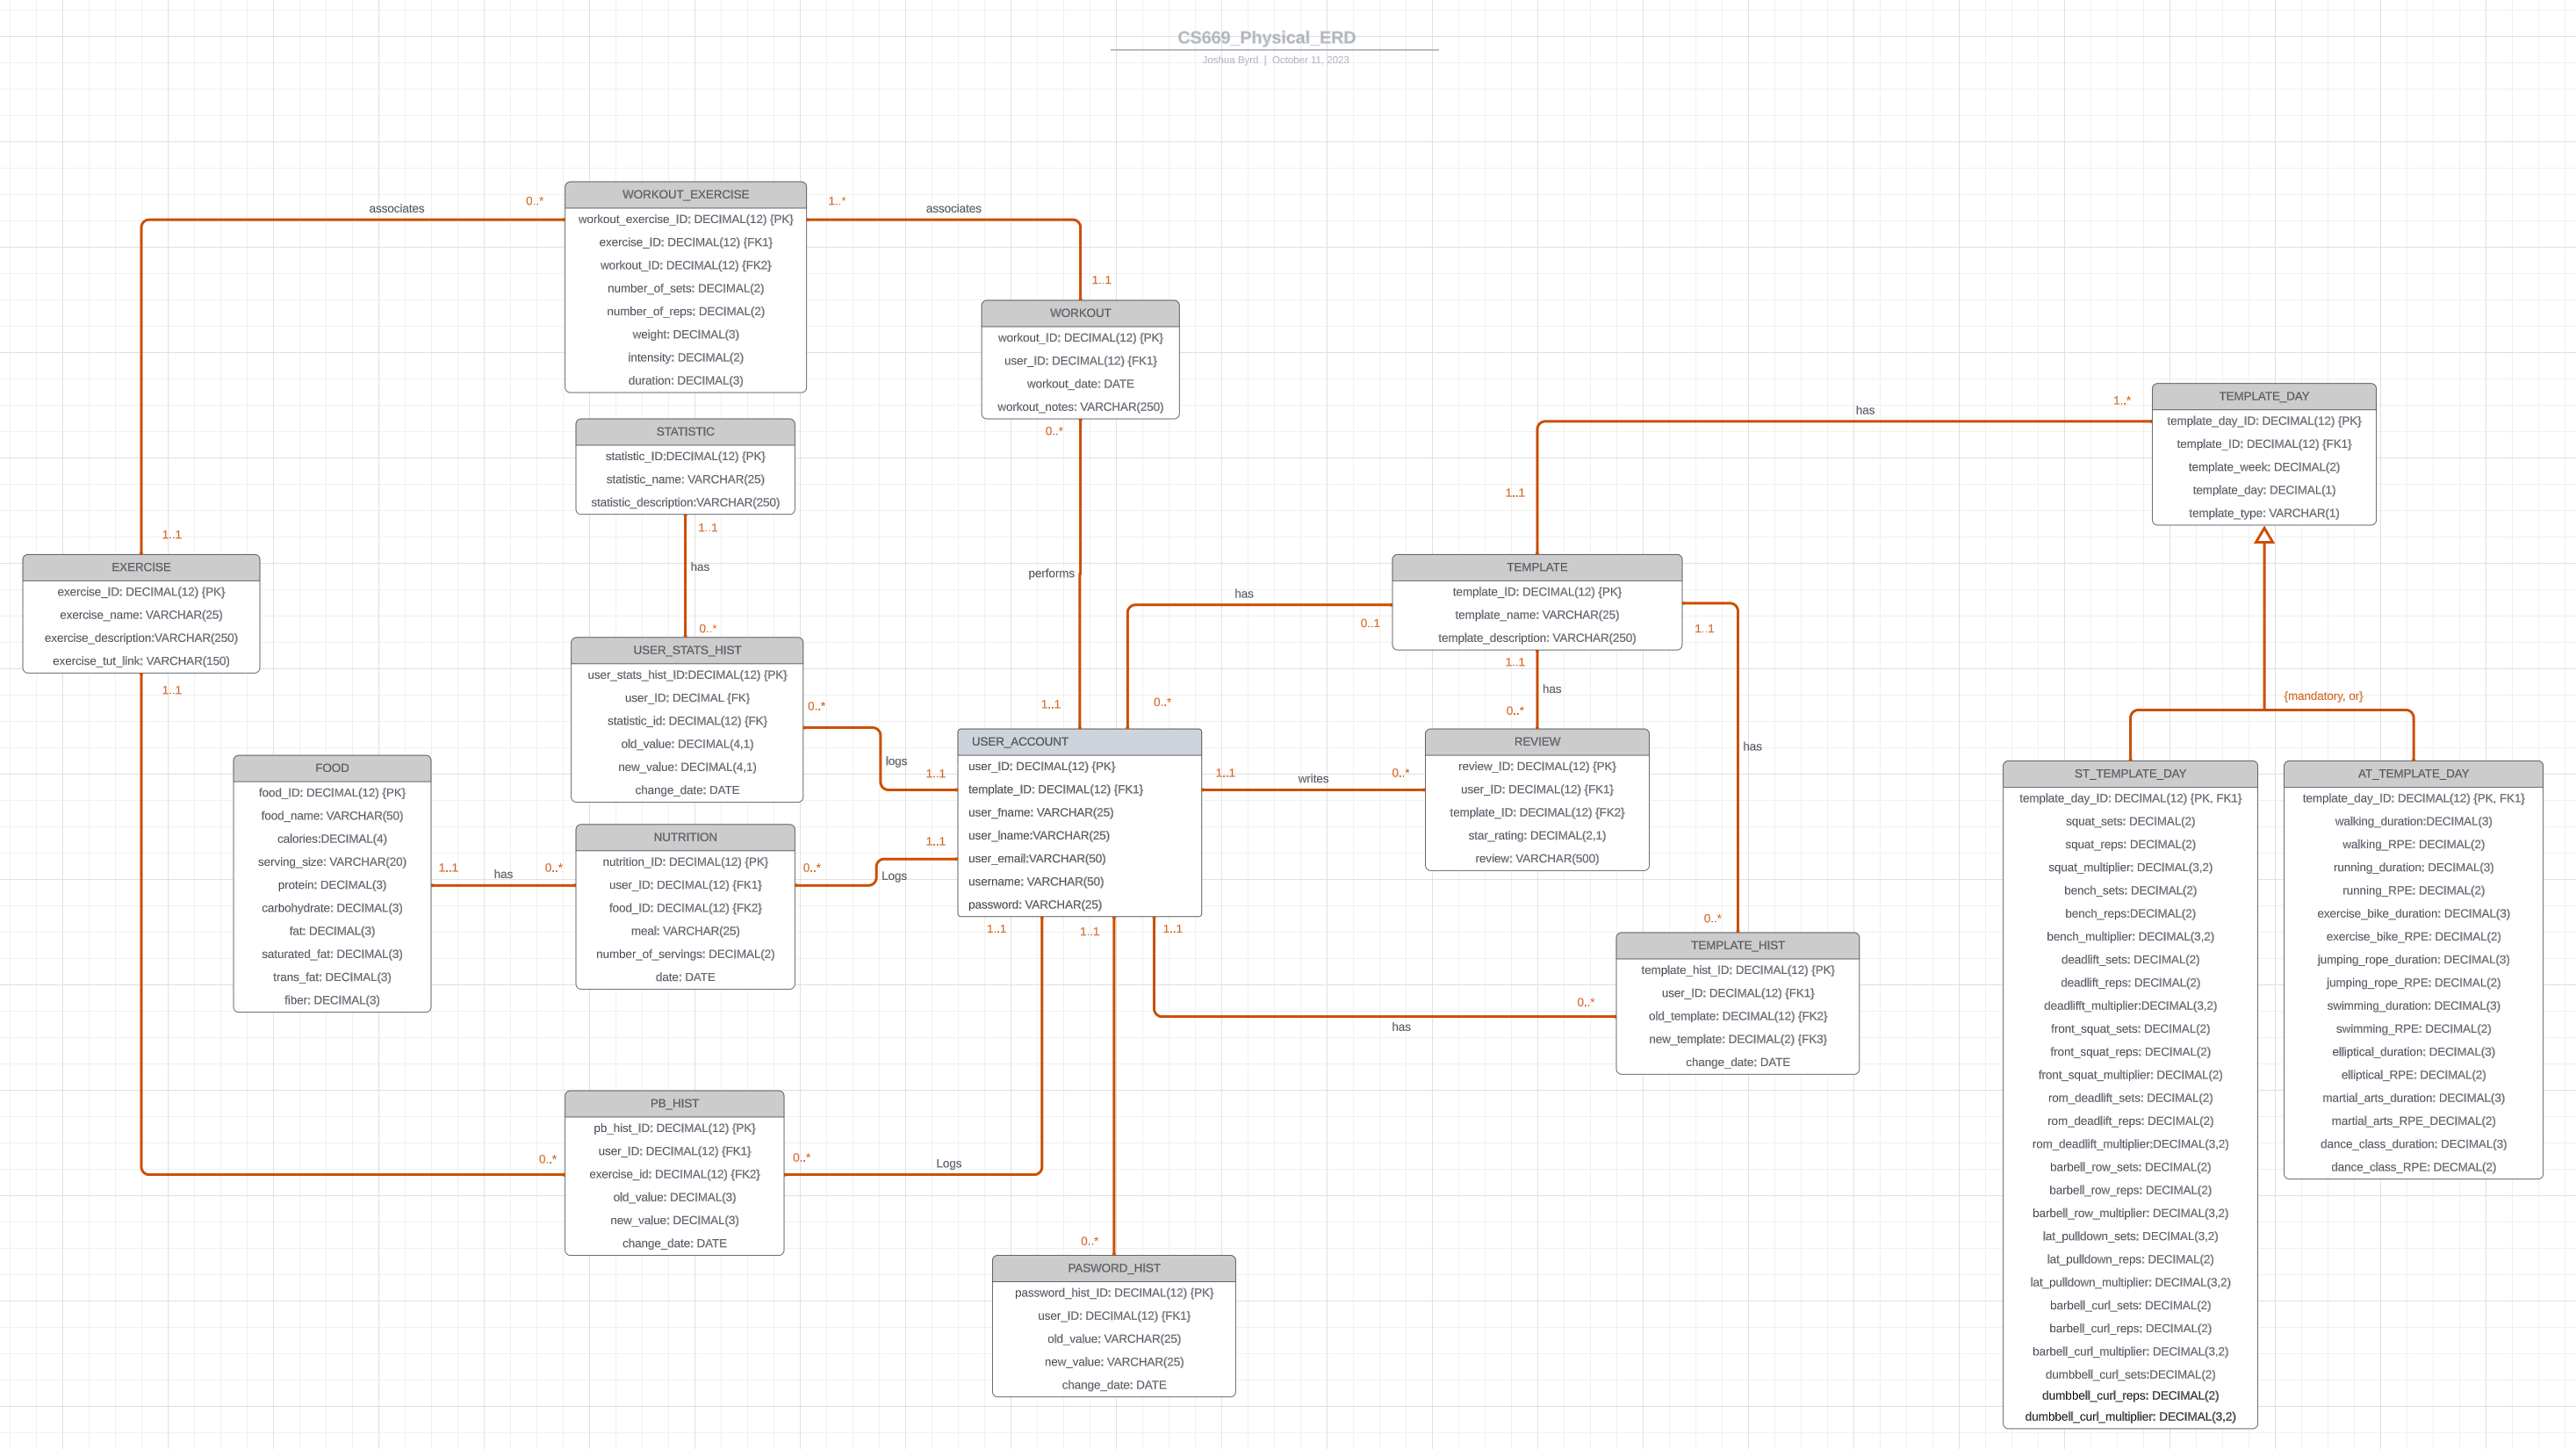 CS669_Physical_ERD
Joshua Byrd | October 11, 2023
WORKOUT_EXERCISE
workout_exercise_ID: DECIMAL(12) {PK}
exercise_ID: DECIMAL(12) {FK1}
workout_ID: DECIMAL(12) {FK2}
number_of_sets: DECIMAL(2)
number_of_reps: DECIMAL(2)
weight: DECIMAL(3)
intensity: DECIMAL(2)
duration: DECIMAL(3)
associates
0..*
1..*
associates
1..1
WORKOUT
workout_ID: DECIMAL(12) {PK}
user_ID: DECIMAL(12) {FK1}
workout_date: DATE
workout_notes: VARCHAR(250)
0..*
performs
1..1
STATISTIC
statistic_ID:DECIMAL(12) {PK}
statistic_name: VARCHAR(25)
statistic_description:VARCHAR(250)
1..1
has
0..*
1..1
EXERCISE
exercise_ID: DECIMAL(12) {PK}
exercise_name: VARCHAR(25)
exercise_description:VARCHAR(250)
exercise_tut_link: VARCHAR(150)
1..1
USER_STATS_HIST
user_stats_hist_ID:DECIMAL(12) {PK}
user_ID: DECIMAL {FK}
statistic_id: DECIMAL(12) {FK}
old_value: DECIMAL(4,1)
new_value: DECIMAL(4,1)
change_date: DATE
0..*
logs
1..1
FOOD
food_ID: DECIMAL(12) {PK}
food_name: VARCHAR(50)
calories:DECIMAL(4)
serving_size: VARCHAR(20)
protein: DECIMAL(3)
carbohydrate: DECIMAL(3)
fat: DECIMAL(3)
saturated_fat: DECIMAL(3)
trans_fat: DECIMAL(3)
fiber: DECIMAL(3)
1..1
has
0..*
NUTRITION
nutrition_ID: DECIMAL(12) {PK}
user_ID: DECIMAL(12) {FK1}
food_ID: DECIMAL(12) {FK2}
meal: VARCHAR(25)
number_of_servings: DECIMAL(2)
date: DATE
0..*
Logs
1..1
USER_ACCOUNT
user_ID: DECIMAL(12) {PK}
template_ID: DECIMAL(12) {FK1}
user_fname: VARCHAR(25)
user_lname:VARCHAR(25)
user_email:VARCHAR(50)
username: VARCHAR(50)
password: VARCHAR(25)
has
0..1
0..*
1..1
writes
0..*
TEMPLATE
template_ID: DECIMAL(12) {PK}
template_name: VARCHAR(25)
template_description: VARCHAR(250)
1..1
has
1..*
1..1
has
0..*
1..1
has
0..*
REVIEW
review_ID: DECIMAL(12) {PK}
user_ID: DECIMAL(12) {FK1}
template_ID: DECIMAL(12) {FK2}
star_rating: DECIMAL(2,1)
review: VARCHAR(500)
TEMPLATE_HIST
template_hist_ID: DECIMAL(12) {PK}
user_ID: DECIMAL(12) {FK1}
old_template: DECIMAL(12) {FK2}
new_template: DECIMAL(2) {FK3}
change_date: DATE
1..1
has
0..*
PB_HIST
pb_hist_ID: DECIMAL(12) {PK}
user_ID: DECIMAL(12) {FK1}
exercise_id: DECIMAL(12) {FK2}
old_value: DECIMAL(3)
new_value: DECIMAL(3)
change_date: DATE
0..*
0..*
Logs
1..1
1..1
0..*
PASWORD_HIST
password_hist_ID: DECIMAL(12) {PK}
user_ID: DECIMAL(12) {FK1}
old_value: VARCHAR(25)
new_value: VARCHAR(25)
change_date: DATE
TEMPLATE_DAY
template_day_ID: DECIMAL(12) {PK}
template_ID: DECIMAL(12) {FK1}
template_week: DECIMAL(2)
template_day: DECIMAL(1)
template_type: VARCHAR(1)
{mandatory, or}
ST_TEMPLATE_DAY
template_day_ID: DECIMAL(12) {PK, FK1}
squat_sets: DECIMAL(2)
squat_reps: DECIMAL(2)
squat_multiplier: DECIMAL(3,2)
bench_sets: DECIMAL(2)
bench_reps:DECIMAL(2)
bench_multiplier: DECIMAL(3,2)
deadlift_sets: DECIMAL(2)
deadlift_reps: DECIMAL(2)
deadlifft_multiplier:DECIMAL(3,2)
front_squat_sets: DECIMAL(2)
front_squat_reps: DECIMAL(2)
front_squat_multiplier: DECIMAL(2)
rom_deadlift_sets: DECIMAL(2)
rom_deadlift_reps: DECIMAL(2)
rom_deadlift_multiplier:DECIMAL(3,2)
barbell_row_sets: DECIMAL(2)
barbell_row_reps: DECIMAL(2)
barbell_row_multiplier: DECIMAL(3,2)
lat_pulldown_sets: DECIMAL(3,2)
lat_pulldown_reps: DECIMAL(2)
lat_pulldown_multiplier: DECIMAL(3,2)
barbell_curl_sets: DECIMAL(2)
barbell_curl_reps: DECIMAL(2)
barbell_curl_multiplier: DECIMAL(3,2)
dumbbell_curl_sets:DECIMAL(2)
dumbbell_curl_reps: DECIMAL(2)
dumbbell_curl_multiplier: DECIMAL(3,2)
AT_TEMPLATE_DAY
template_day_ID: DECIMAL(12) {PK, FK1}
walking_duration:DECIMAL(3)
walking_RPE: DECIMAL(2)
running_duration: DECIMAL(3)
running_RPE: DECIMAL(2)
exercise_bike_duration: DECIMAL(3)
exercise_bike_RPE: DECIMAL(2)
jumping_rope_duration: DECIMAL(3)
jumping_rope_RPE: DECIMAL(2)
swimming_duration: DECIMAL(3)
swimming_RPE: DECIMAL(2)
elliptical_duration: DECIMAL(3)
elliptical_RPE: DECIMAL(2)
martial_arts_duration: DECIMAL(3)
martial_arts_RPE_DECIMAL(2)
dance_class_duration: DECIMAL(3)
dance_class_RPE: DECMAL(2)